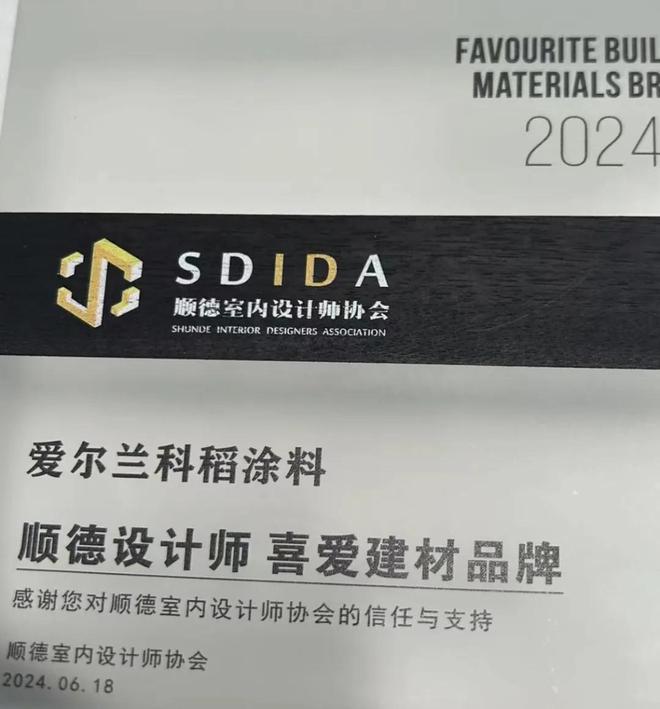 FAVOURITE BUIL
MATERIALS BR
2024
SDIDA
顺德室内设计师协会
SHUNDE INTERIOR DESIGNERS ASSOCIATION
爱尔兰科稻涂料
顺德设计师 喜爱建材品牌
感谢您对顺德室内设计师协会的信任与支持
顺德室内设计师协会
2024.06.18